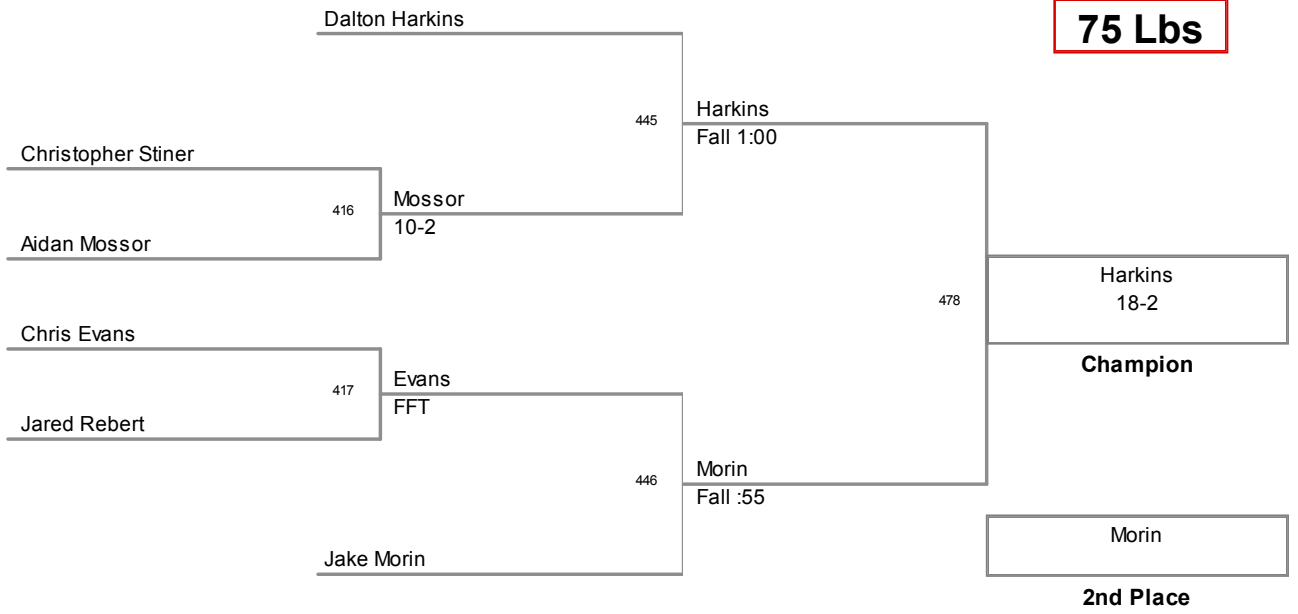 Dalton Harkins
75 Lbs
445
Harkins
Fall 1:00
Christopher Stiner
416
Mossor
10-2
Aidan Mossor
478
Harkins
18-2
Champion
Chris Evans
417
Evans
FFT
Jared Rebert
446
Morin
Fall :55
Jake Morin
Morin
2nd Place